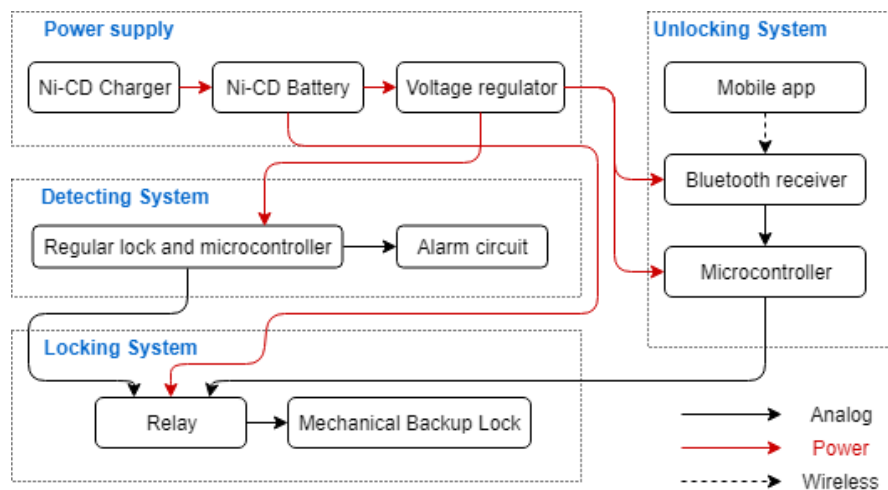 Power supply
Ni-CD Charger
Ni-CD Battery
Voltage regulator
Unlocking System
Mobile app
Bluetooth receiver
Microcontroller
Detecting System
Regular lock and microcontroller
Alarm circuit
Locking System
Relay
Mechanical Backup Lock
Analog
Power
Wireless